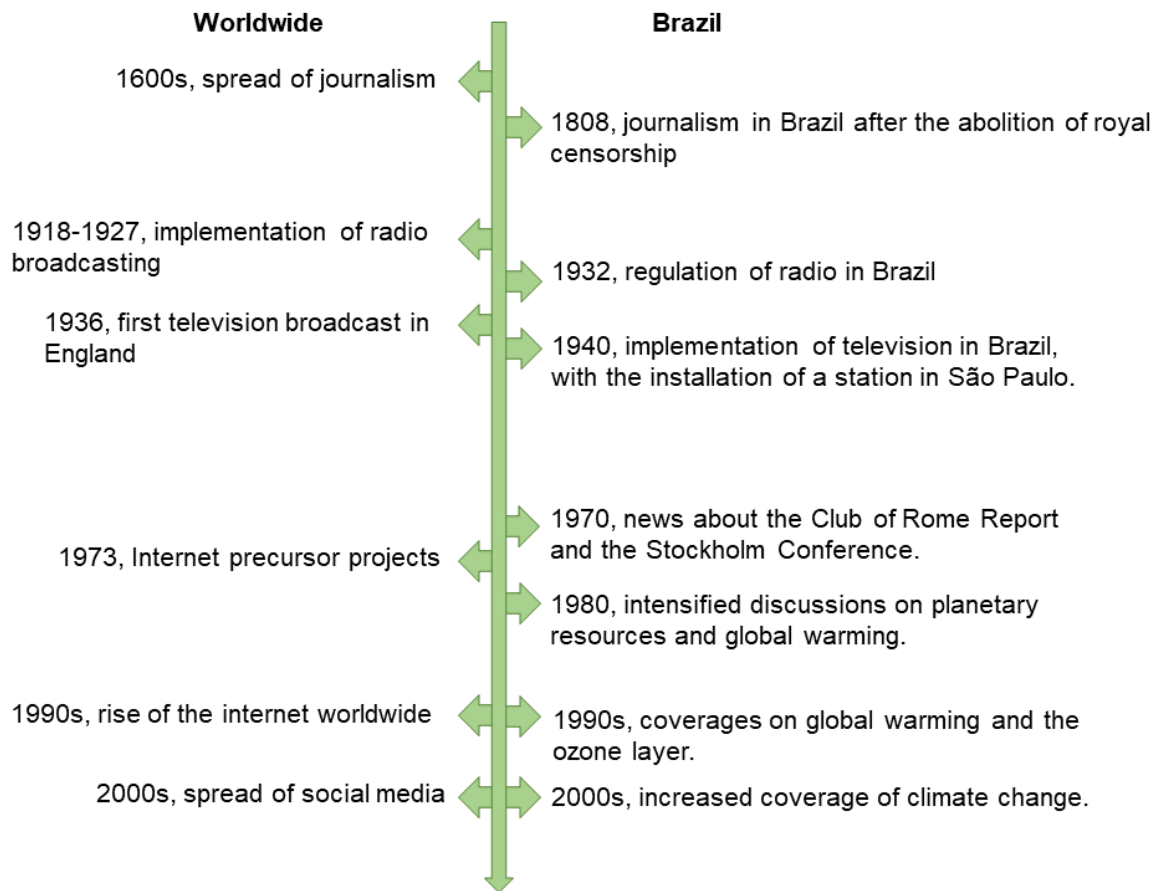 Worldwide
Brazil
1600s, spread of journalism
1808, journalism in Brazil after the abolition of royal
censorship
1918-1927, implementation of radio
broadcasting
1932, regulation of radio in Brazil
1936, first television broadcast in
England
1940, implementation of television in Brazil,
with the installation of a station in São Paulo.
1970, news about the Club of Rome Report
and the Stockholm Conference.
1973, Internet precursor projects
1980, intensified discussions on planetary
resources and global warming.
1990s, rise of the internet worldwide
1990s, coverages on global warming and the
ozone layer.
2000s, spread of social media
2000s, increased coverage of climate change.